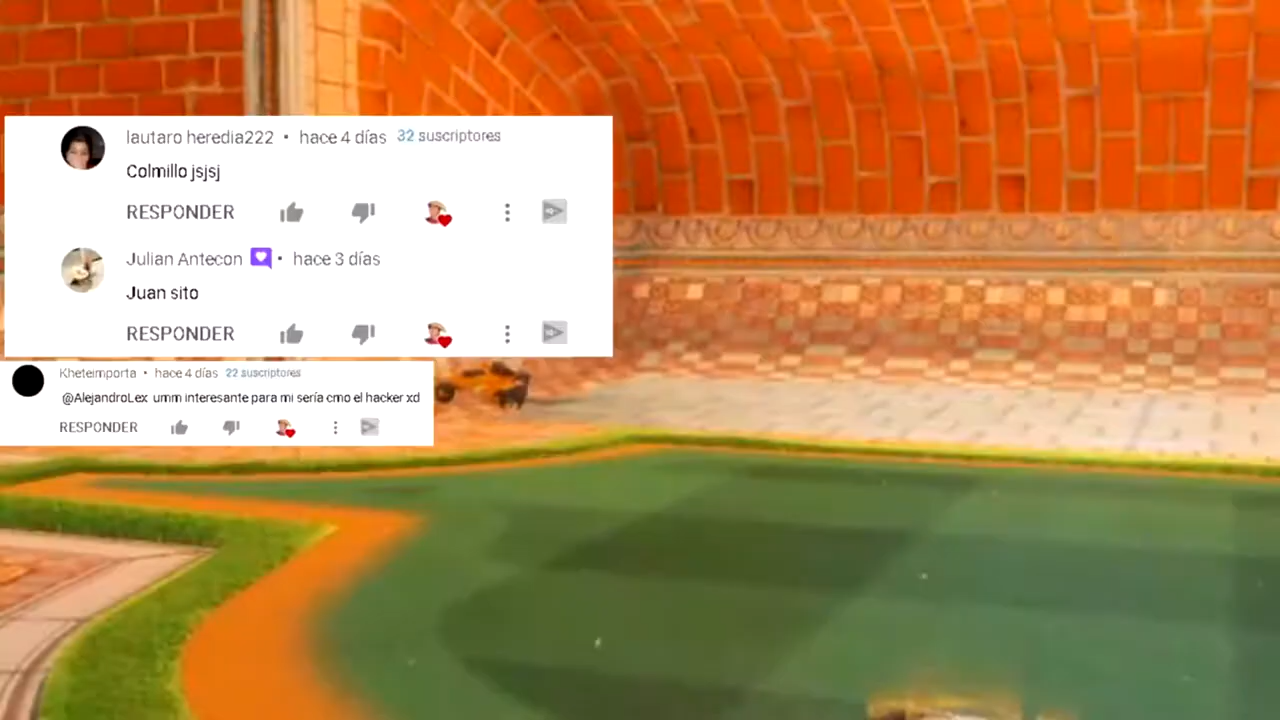 lautaro heredia222 • hace 4 días 32 suscriptores
Colmillo jsjsj
RESPONDER
Julian Antecon • hace 3 días
Juan sito
RESPONDER
Kheteimporta • hace 4 días 22 suscriptores
@AlejandroLex umm interesante para mi sería cmo el hacker xd
RESPONDER